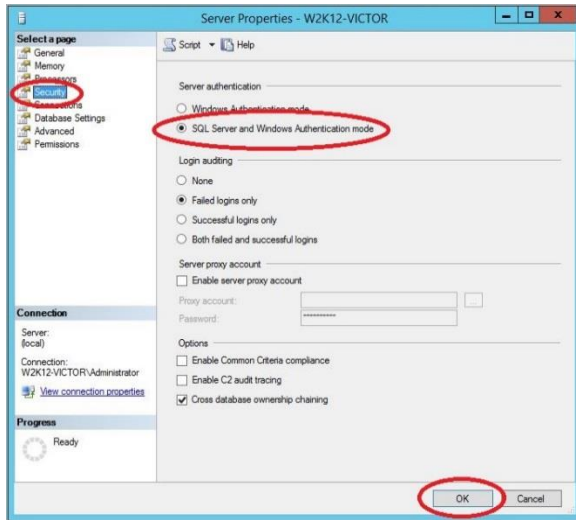 Server Properties - W2K12-VICTOR
Select a page
General
Memory
Processors
Security
Connections
Database Settings
Advanced
Permissions
Script
Help
Server authentication
Windows Authentication mode
SQL Server and Windows Authentication mode
Login auditing
None
Failed logins only
Successful logins only
Both failed and successful logins
Server proxy account
Enable server proxy account
Proxy account:
...
Password:
**********
Options
Enable Common Criteria compliance
Enable C2 audit tracing
Cross database ownership chaining
Connection
Server:
(local)
Connection:
W2K12-VICTOR\Administrator
View connection properties
Progress
Ready
OK
Cancel